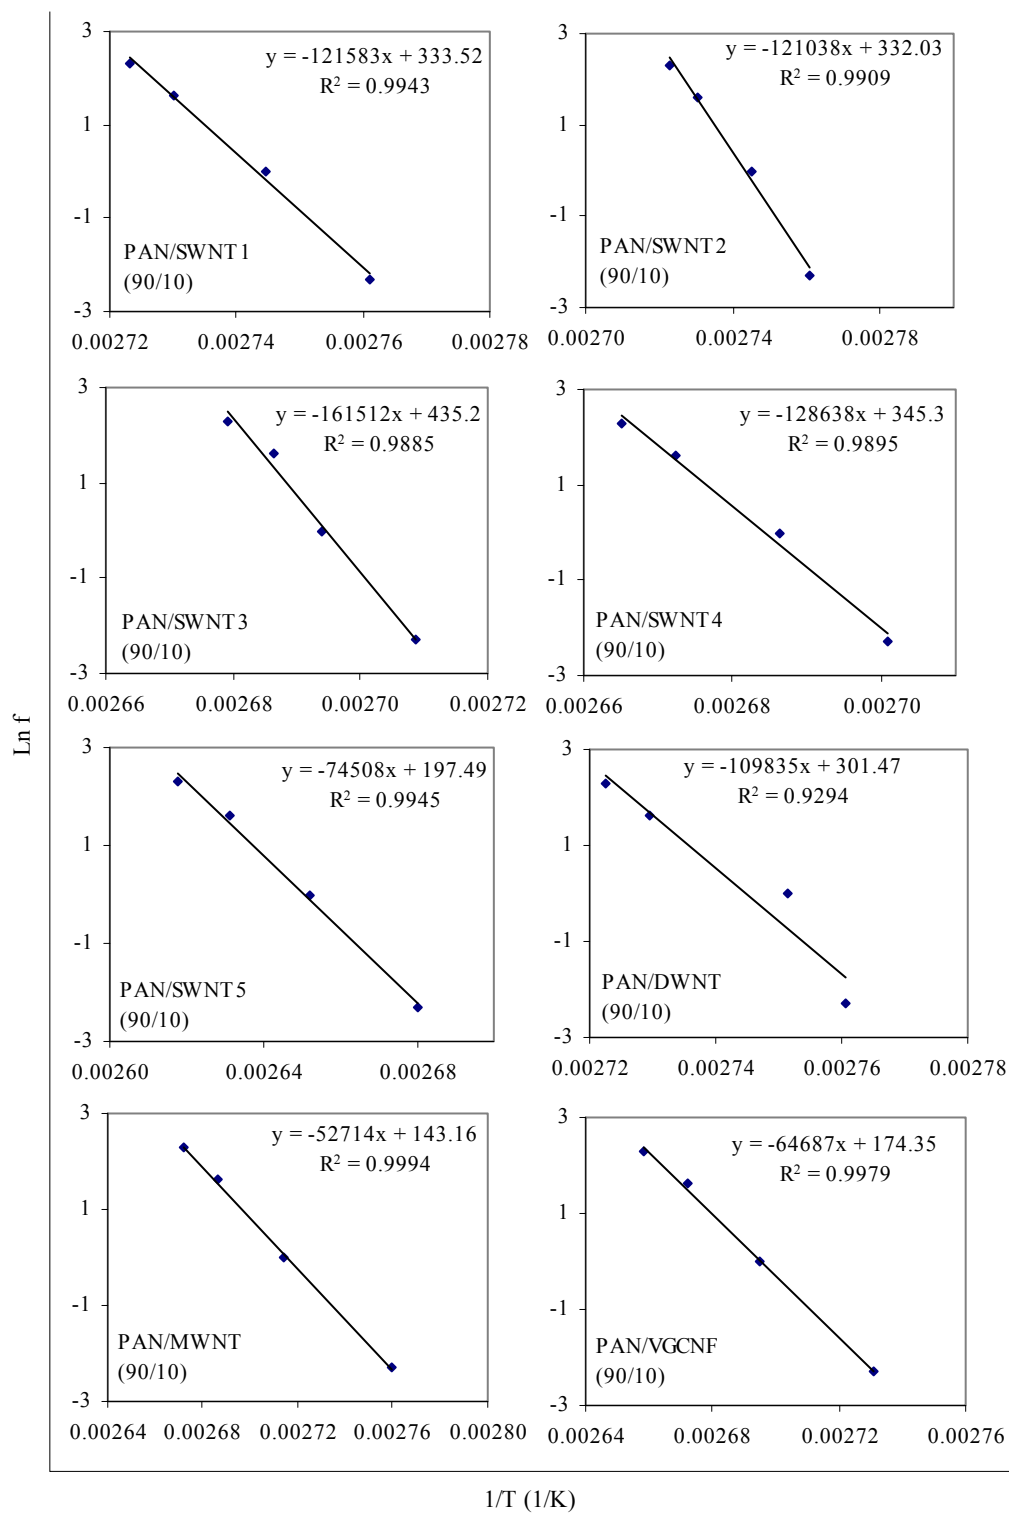 3
1
-1
-3
y = -121583x + 333.52
R² = 0.9943
PAN/SWNT1
(90/10)
0.00272 0.00274 0.00276 0.00278
3
1
-1
-3
y = -121038x + 332.03
R² = 0.9909
PAN/SWNT2
(90/10)
0.00270 0.00274 0.00278
3
1
-1
-3
y = -161512x + 435.2
R² = 0.9885
PAN/SWNT3
(90/10)
0.00266 0.00268 0.00270 0.00272
3
1
-1
-3
y = -128638x + 345.3
R² = 0.9895
PAN/SWNT4
(90/10)
0.00266 0.00268 0.00270
Ln f
3
1
-1
-3
y = -74508x + 197.49
R² = 0.9945
PAN/SWNT5
(90/10)
0.00260 0.00264 0.00268
3
1
-1
-3
y = -109835x + 301.47
R² = 0.9294
PAN/DWNT
(90/10)
0.00272 0.00274 0.00276 0.00278
3
1
-1
-3
y = -52714x + 143.16
R² = 0.9994
PAN/MWNT
(90/10)
0.00264 0.00268 0.00272 0.00276 0.00280
3
1
-1
-3
y = -64687x + 174.35
R² = 0.9979
PAN/VGCNF
(90/10)
0.00264 0.00268 0.00272 0.00276
1/T (1/K)